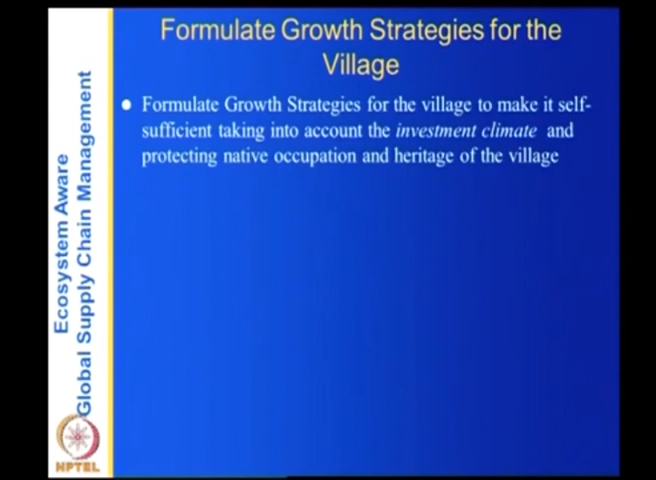 Formulate Growth Strategies for the
Village
Formulate Growth Strategies for the village to make it self-
sufficient taking into account the investment climate and
protecting native occupation and heritage of the village
Ecosystem Aware
Global Supply Chain Management
NPTEL